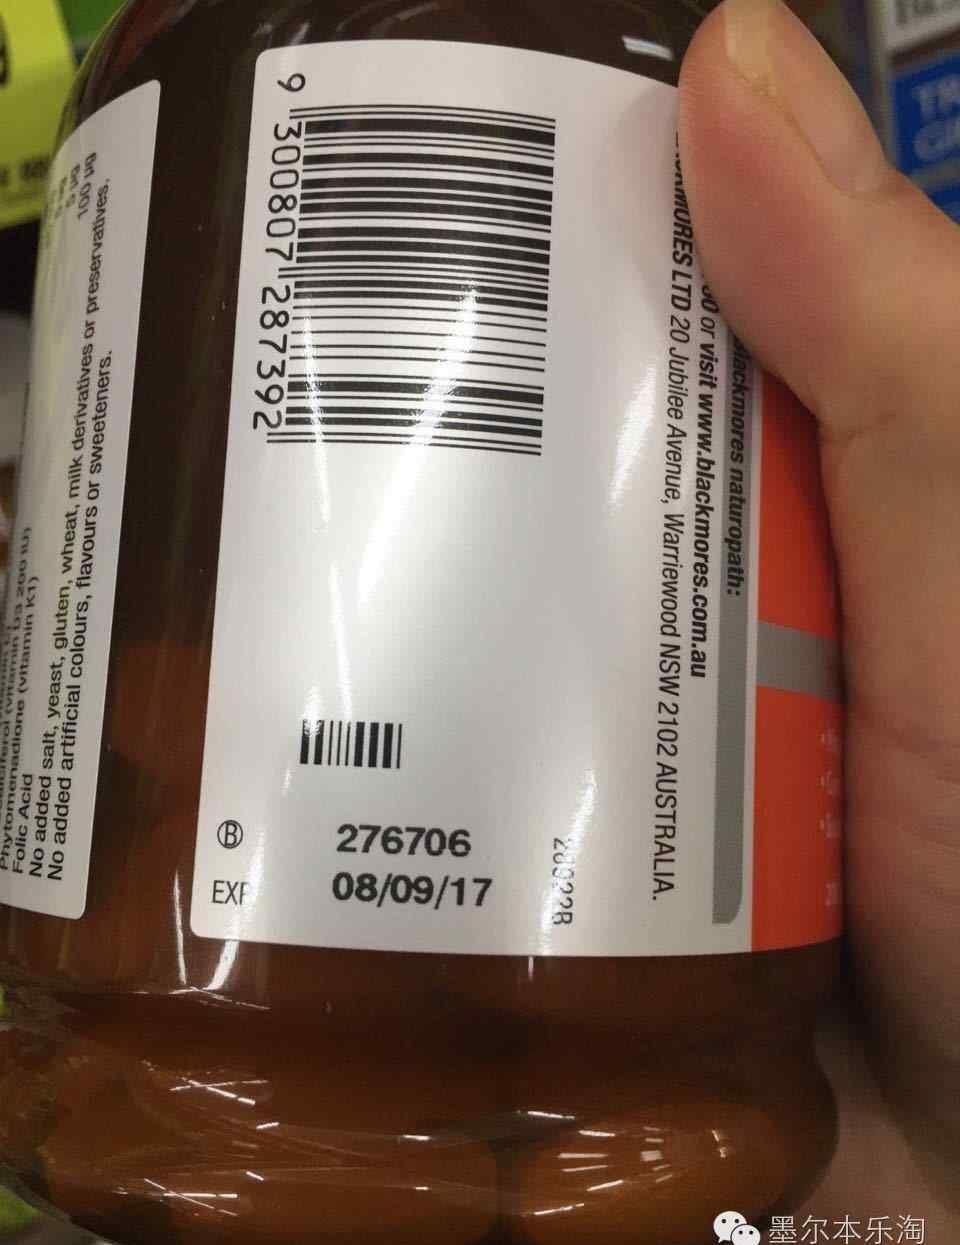 100 µg
Phytomenadione (vitamin K1)
Folic Acid
No added salt, yeast, gluten, wheat, milk derivatives or preservatives.
No added artificial colours, flavours or sweeteners.
9 300807 287392
B 276706
EXP 08/09/17
naturopath:
or visit www.blackmores.com.au
LTD 20 Jubilee Avenue, Warriewood NSW 2102 AUSTRALIA.
墨尔本乐淘